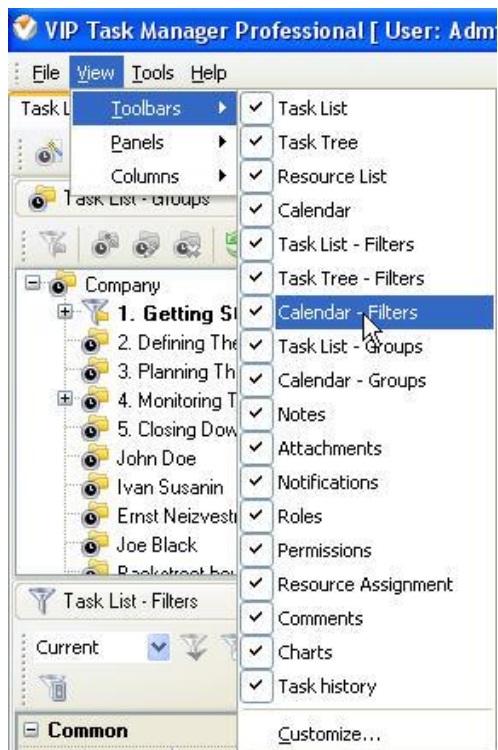 VIP Task Manager Professional [ User: Adm
File View Tools Help
Task L
Toolbars
Panels
Columns
Task List
Task Tree
Resource List
Calendar
Task List - Filters
Task Tree - Filters
Calendar - Filters
Task List - Groups
Calendar - Groups
Notes
Attachments
Notifications
Roles
Permissions
Resource Assignment
Comments
Charts
Task history
Customize...
Task List - Groups
Company
1. Getting S
2. Defining The
3. Planning Th
4. Monitoring T
5. Closing Dow
John Doe
Ivan Susanin
Ernst Neizvest
Joe Black
Task List - Filters
Current
Common